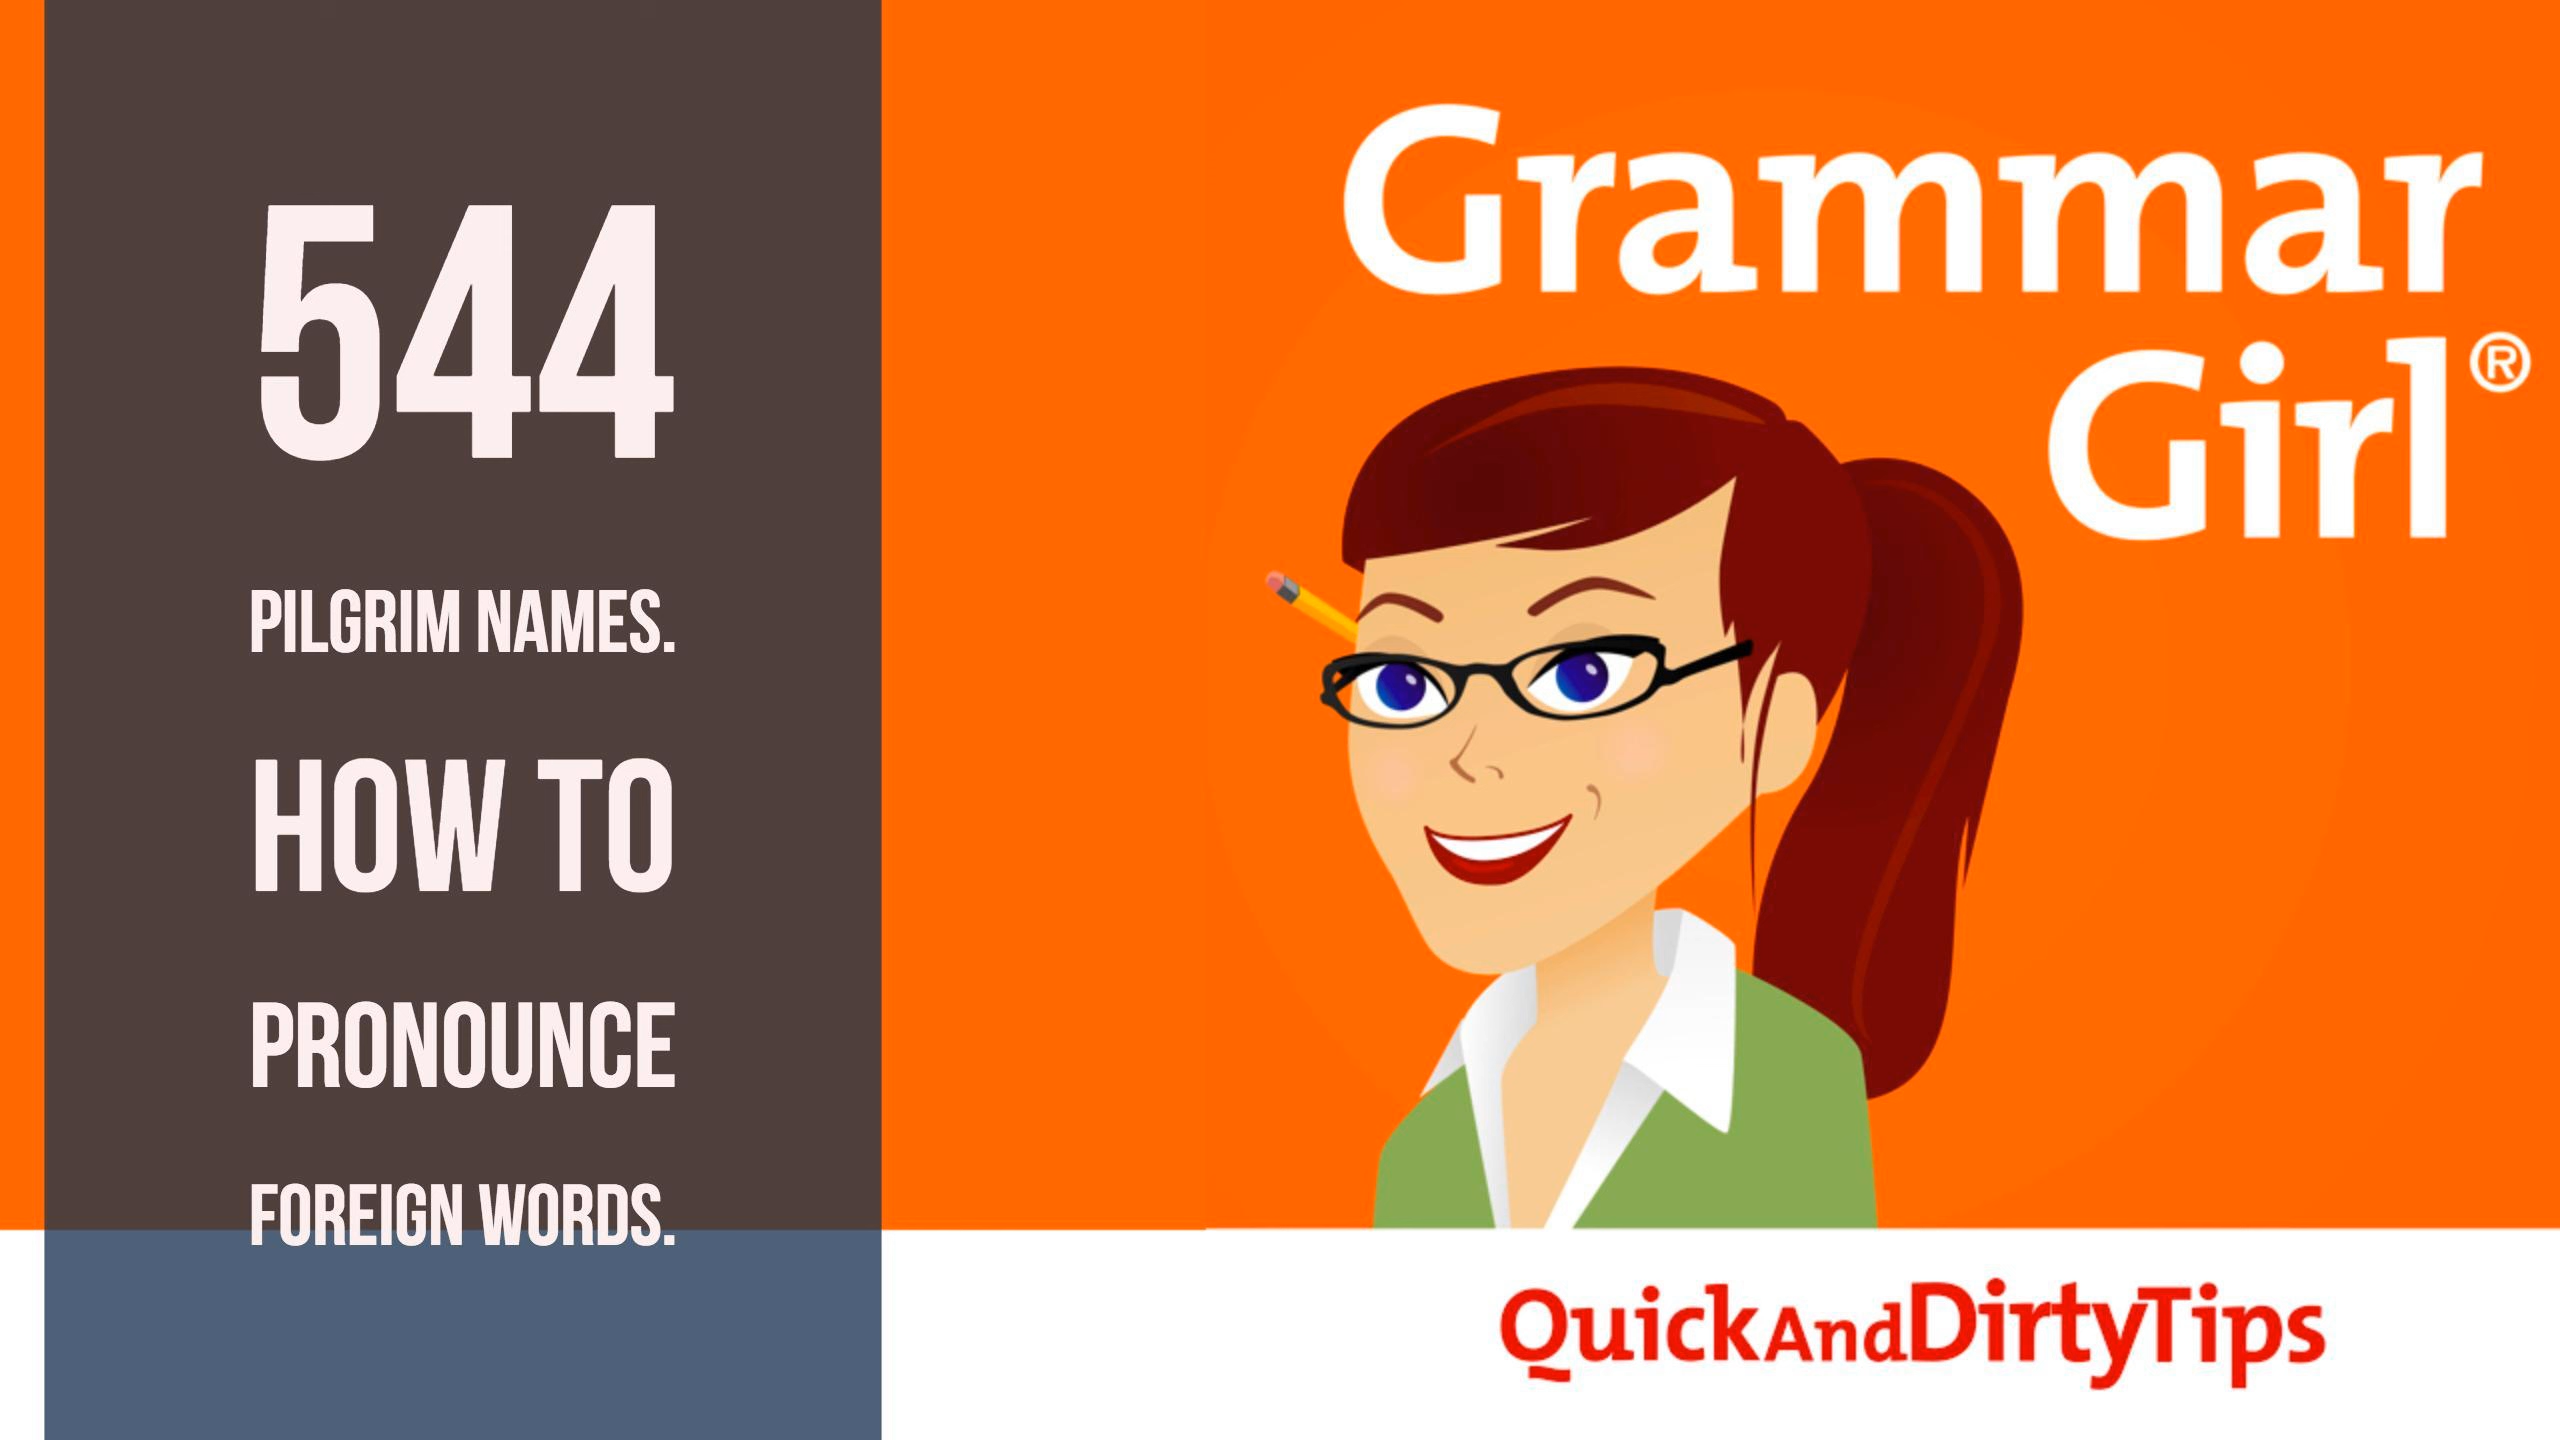 544
PILGRIM NAMES.
HOW TO
PRONOUNCE
FOREIGN WORDS.
Grammar
Girl®
QuickAndDirtyTips